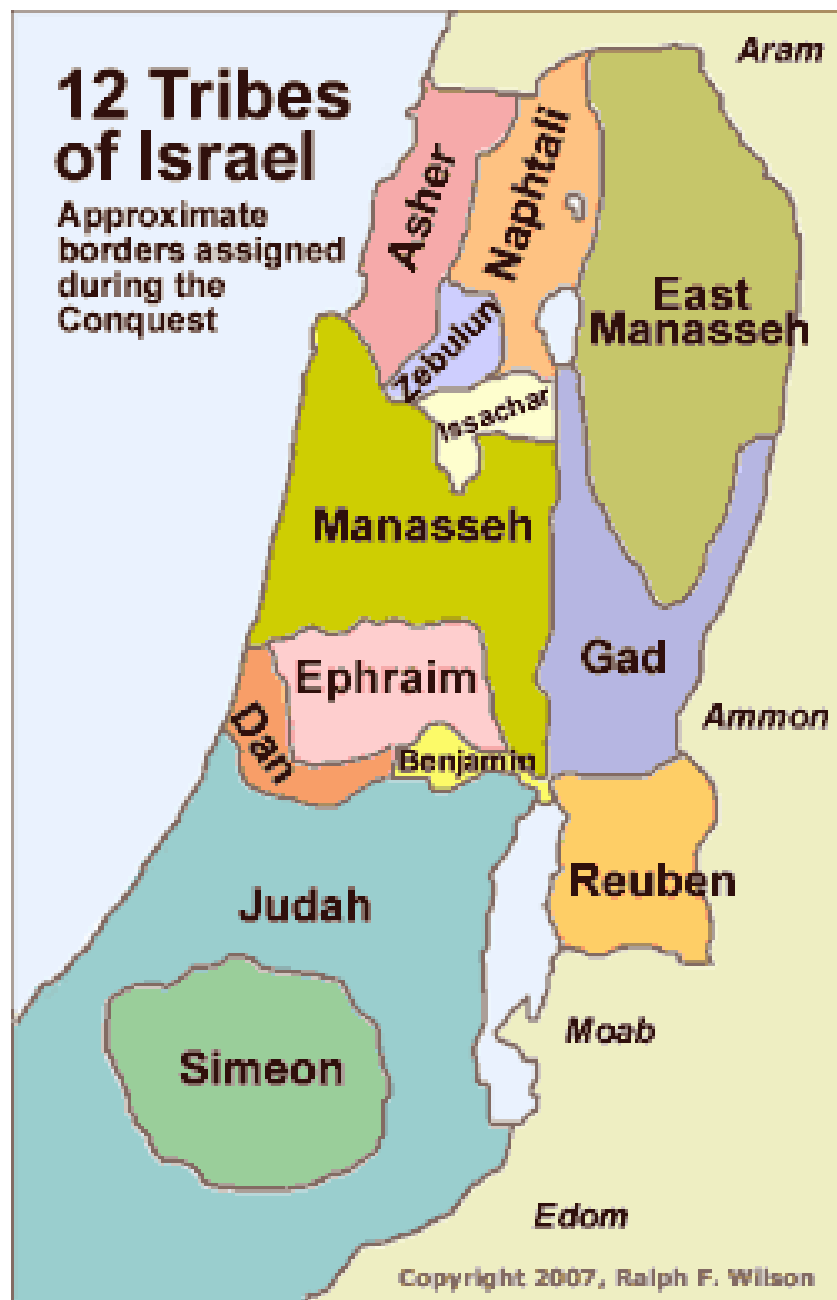 12 Tribes
of Israel
Approximate
borders assigned
during the
Conquest
Aram
Asher
Naphtali
East
Manasseh
Zebulun
Issachar
Manasseh
Ephraim
Gad
Dan
Ammon
Benjamin
Reuben
Judah
Moab
Simeon
Edom
Copyright 2007, Ralph F. Wilson